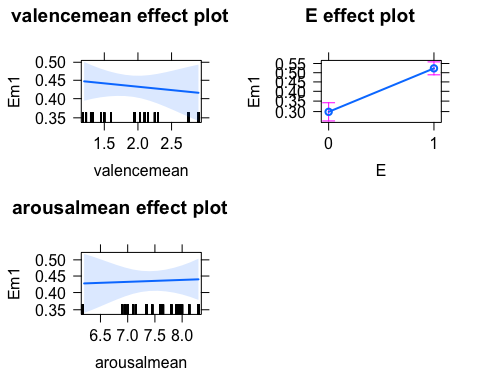 valencemean effect plot
Em1
0.50
0.45
0.40
0.35
1.5 2.0 2.5
valencemean
E effect plot
Em1
0.55
0.50
0.45
0.40
0.35
0.30
0 1
E
arousalmean effect plot
Em1
0.50
0.45
0.40
0.35
6.5 7.0 7.5 8.0
arousalmean